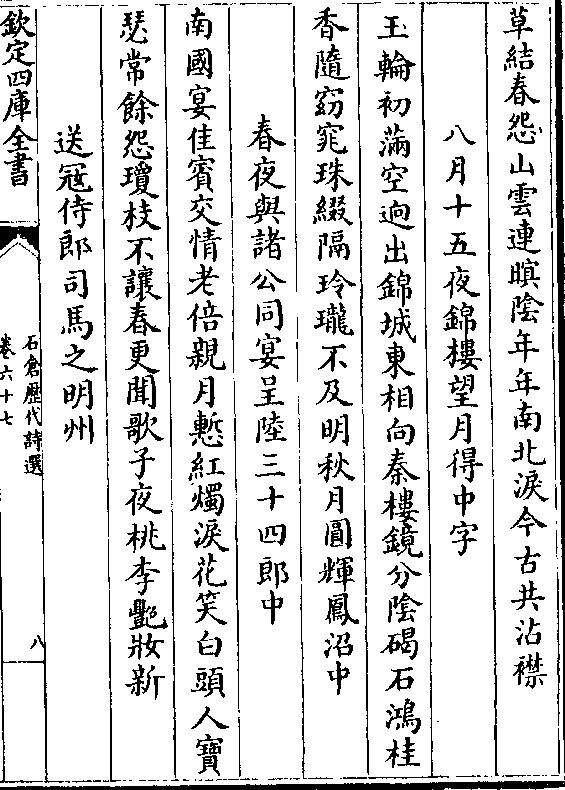 草結春怨山雲連暝陰年年南北淚今古共沾襟
八月十五夜錦樓望月得中字
玉輪初滿空逈出錦城東相向秦樓鏡分陰碣石鴻桂
香隨窈窕珠綴隔玲瓏不及明秋月圓輝鳳沼中
春夜與諸公同宴呈陸三十四郎中
南國宴佳賓交情老倍親月慙紅燭淚花笑白頭人寶
瑟常餘怨瓊枝不讓春更聞歌子夜桃李艷妝新
送冦侍郎司馬之明州
欽定四庫全書
石倉歷代詩選
卷六十七
八